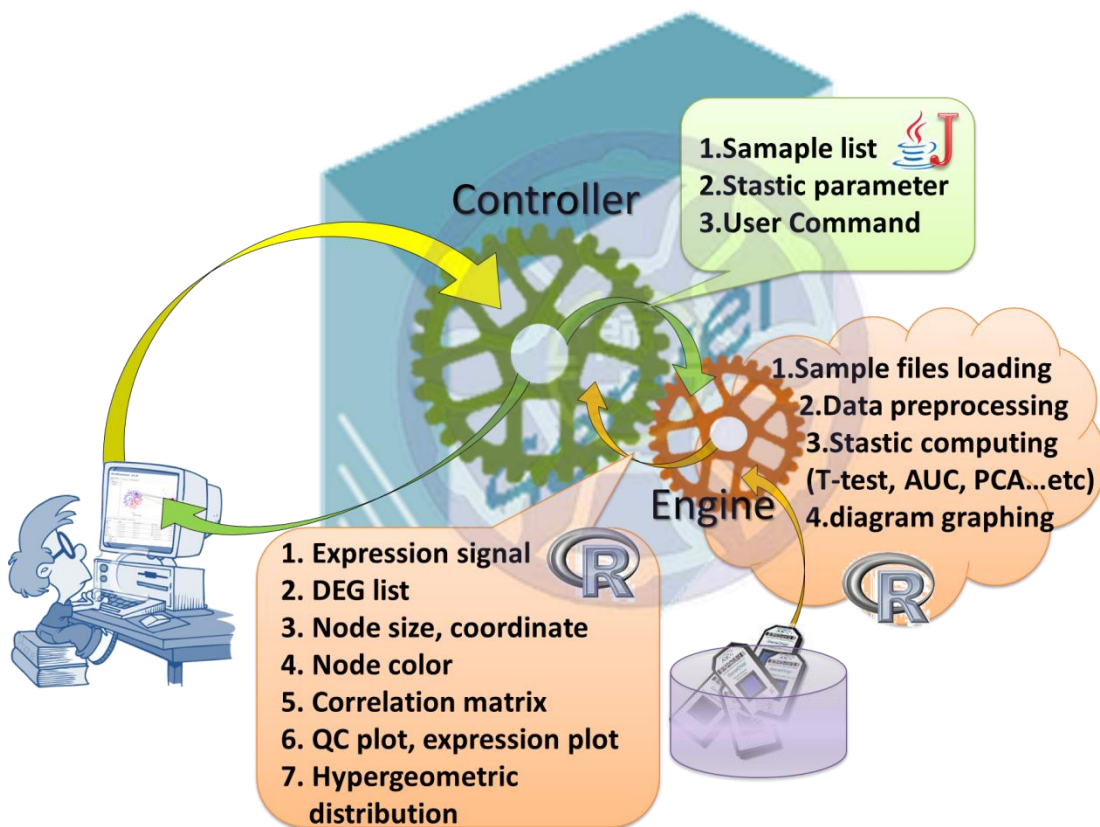 Controller
1.Samaple list
2.Stastic parameter
3.User Command
J
Engine
1.Sample files loading
2.Data preprocessing
3.Stastic computing
(T-test, AUC, PCA...etc)
4.diagram graphing
R
1. Expression signal
2. DEG list
3. Node size, coordinate
4. Node color
5. Correlation matrix
6. QC plot, expression plot
7. Hypergeometric
distribution
R